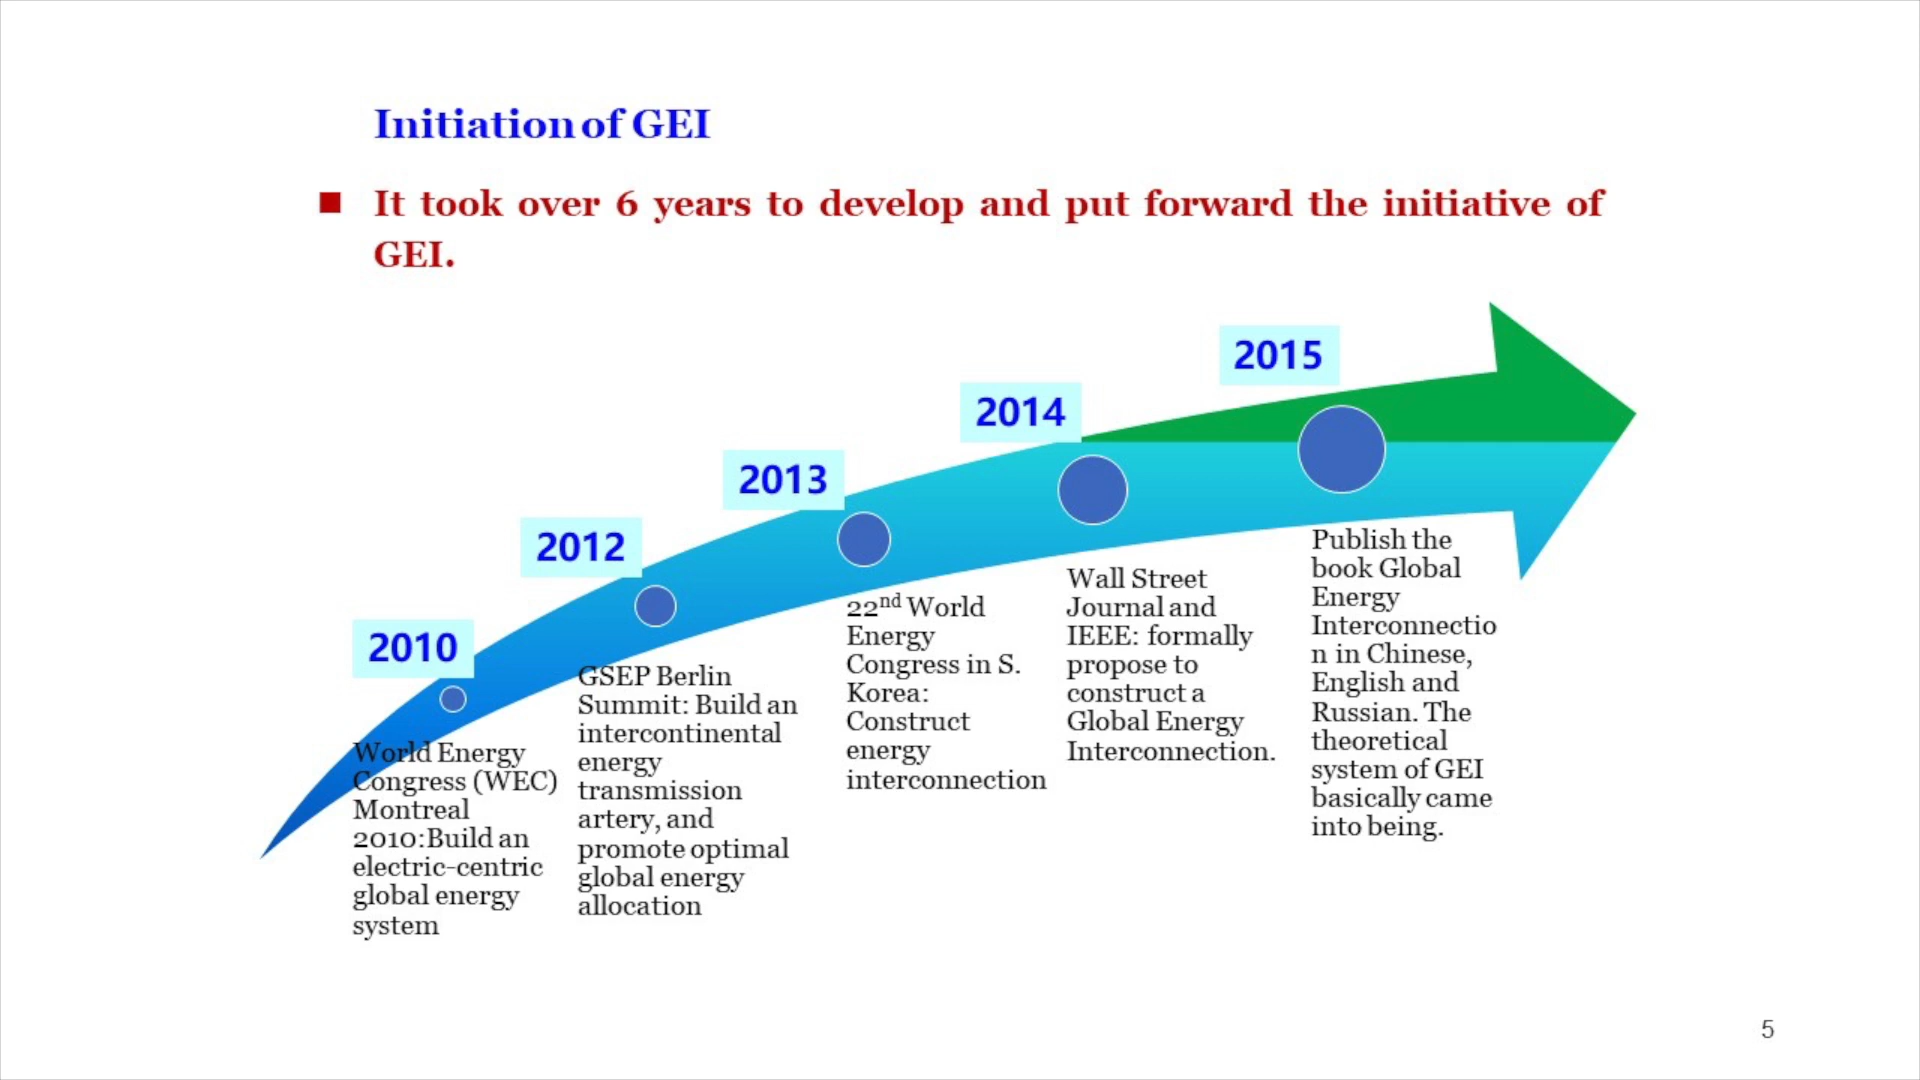 Initiation of GEI
■ It took over 6 years to develop and put forward the initiative of
GEI.
2010
World Energy
Congress (WEC)
Montreal
2010:Build an
electric-centric
global energy
system
2012
GSEP Berlin
Summit: Build an
intercontinental
energy
transmission
artery, and
promote optimal
global energy
allocation
2013
22nd World
Energy
Congress in S.
Korea:
Construct
energy
interconnection
2014
Wall Street
Journal and
IEEE: formally
propose to
construct a
Global Energy
Interconnection.
2015
Publish the
book Global
Energy
Interconnectio
n in Chinese,
English and
Russian. The
theoretical
system of GEI
basically came
into being.
5